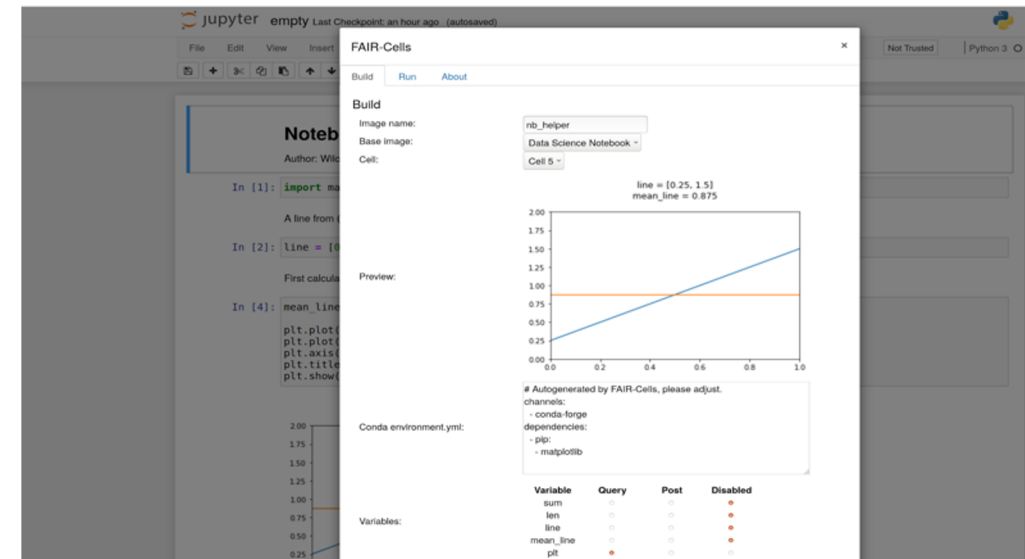 jupyter empty Last Checkpoint: an hour ago (autosaved)
File Edit View Insert
Not Trusted Python 3
Noteb
Author: Wilc
In [1]: import ma
A line from (
In [2]: line = [0
First calcula
In [4]: mean_line
plt.plot(
plt.plot(
plt.axis(
plt.title
plt.show(
2.00
1.75
1.50
1.25
1.00
0.75
0.50
0.25
FAIR-Cells
×
Build Run About
Build
Image name: nb_helper
Base image: Data Science Notebook
Cell: Cell 5
line = [0.25, 1.5]
mean_line = 0.875
2.00
1.75
1.50
1.25
1.00
0.75
0.50
0.25
0.00
0.0 0.2 0.4 0.6 0.8 1.0
Preview:
Conda environment.yml:
# Autogenerated by FAIR-Cells, please adjust.
channels:
- conda-forge
dependencies:
- pip:
- matplotlib
Variables:
Variable Query Post Disabled
sum
len
line
mean_line
plt